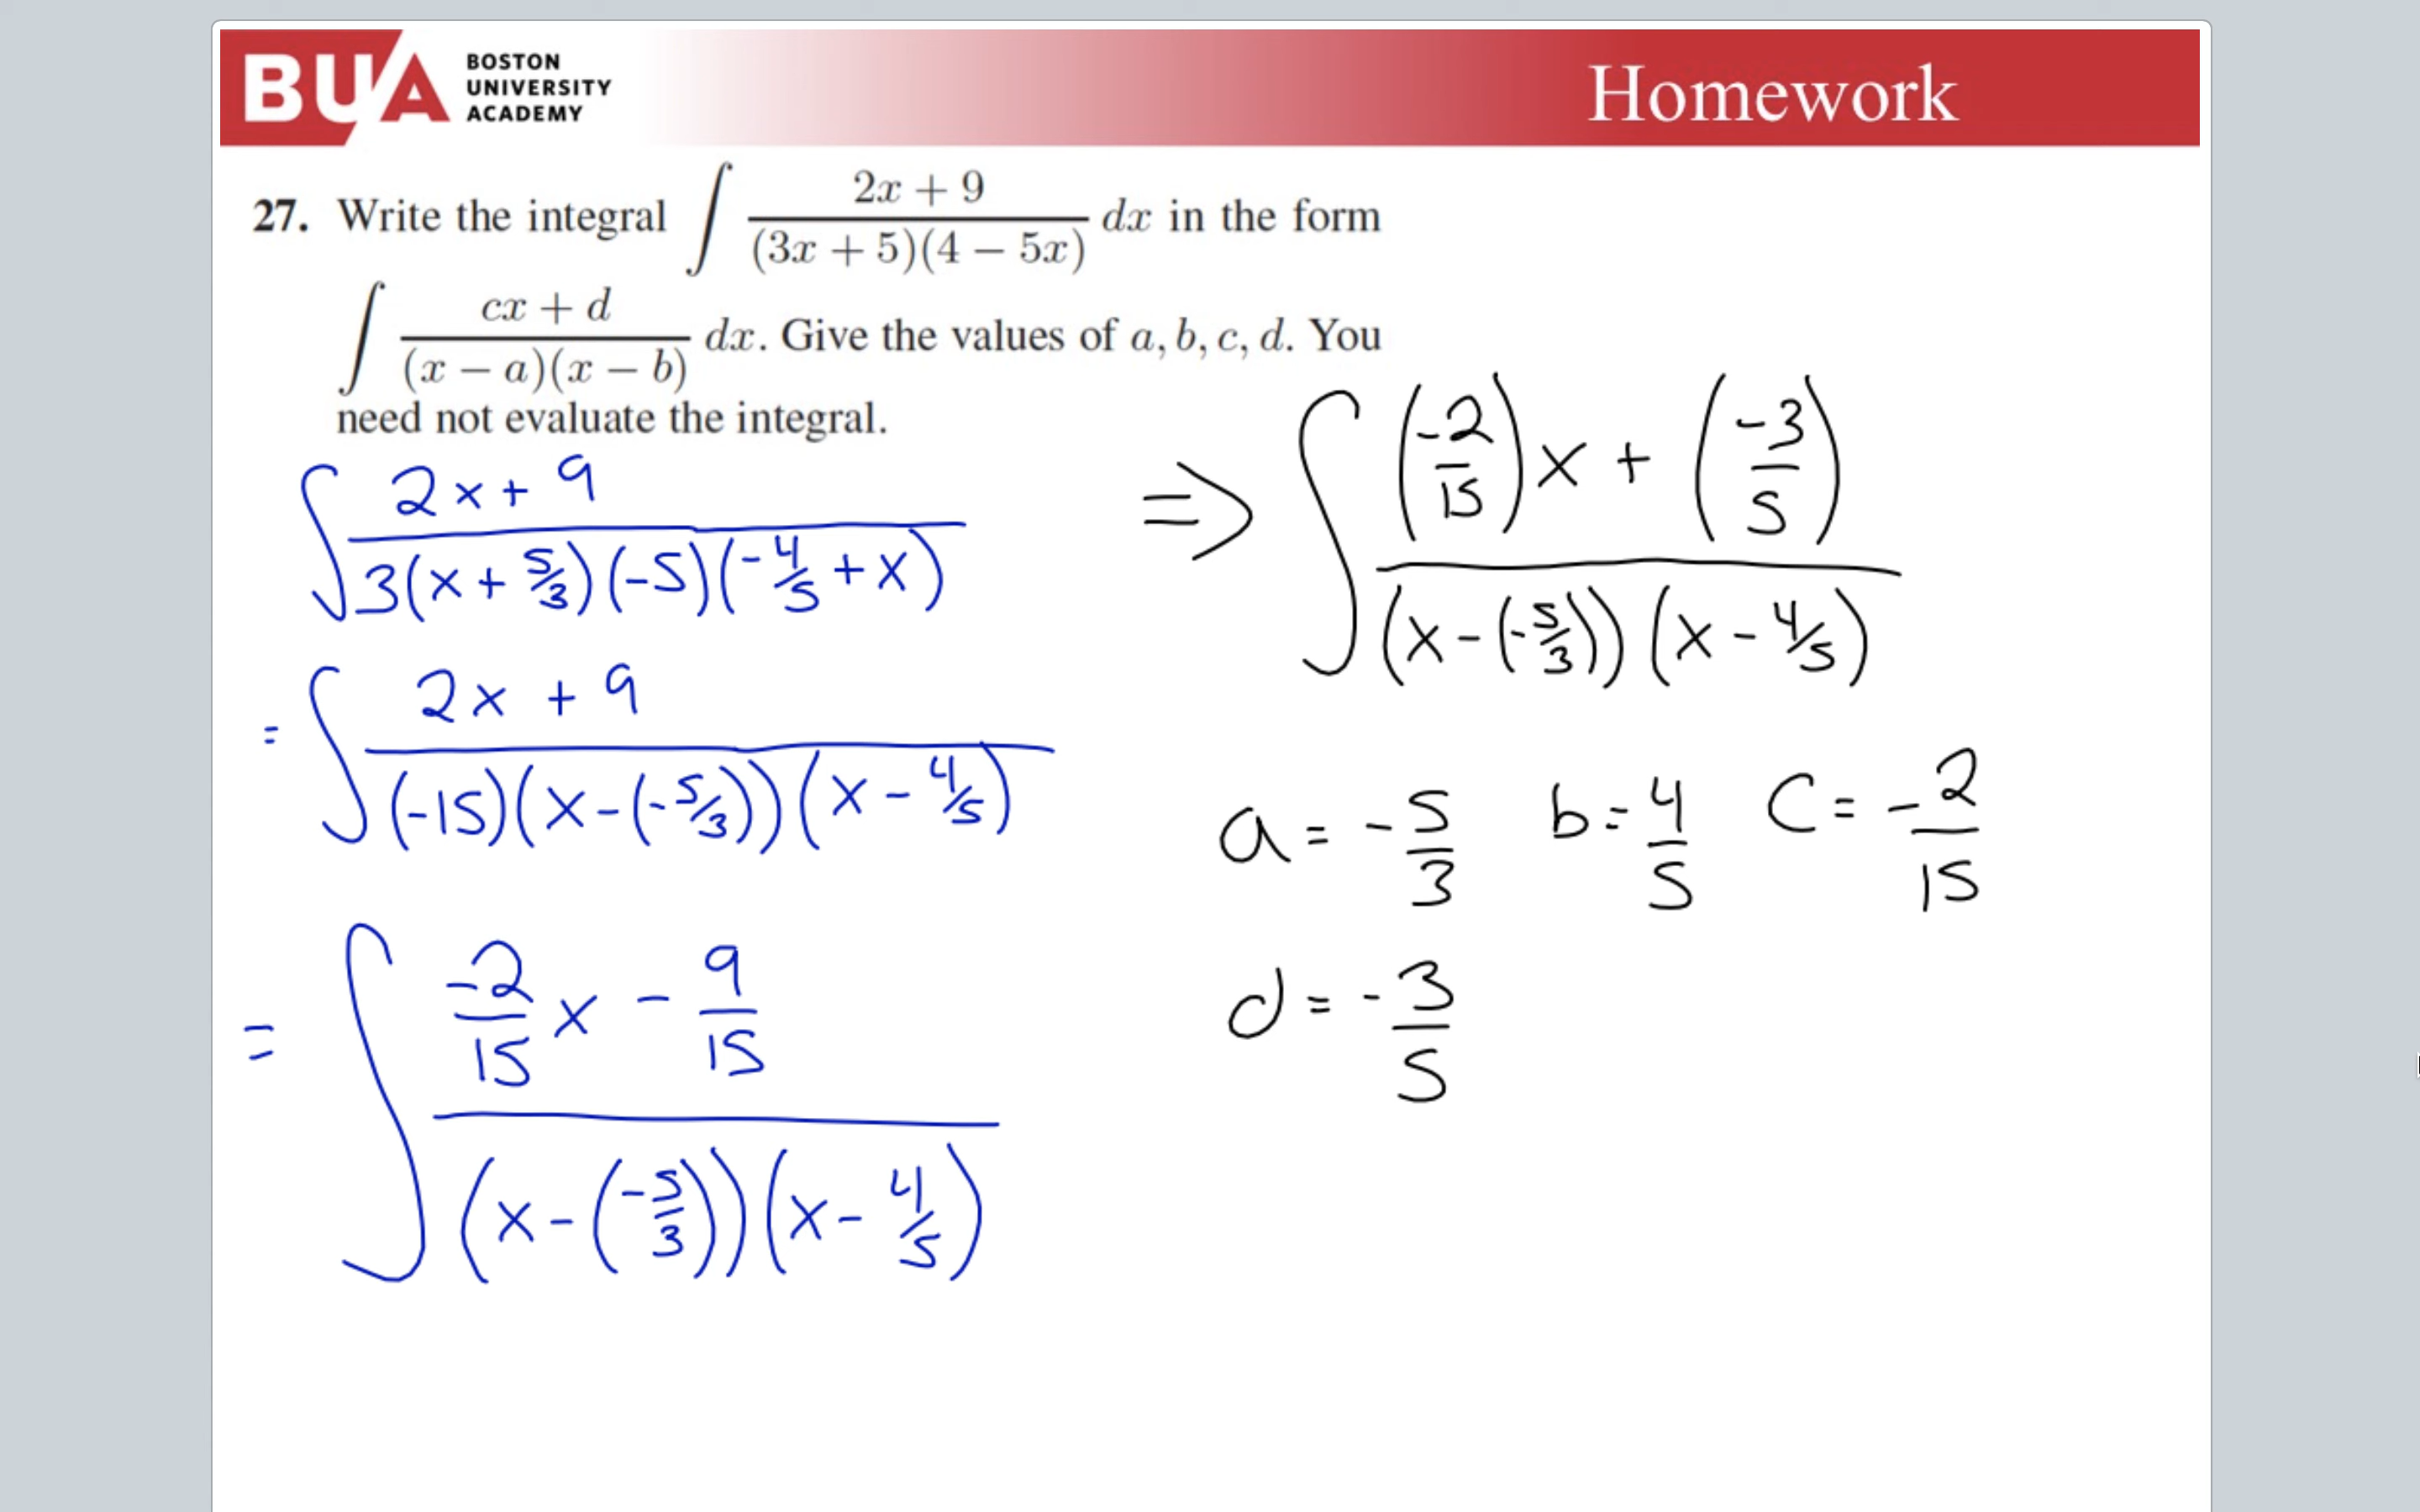 BUA BOSTON UNIVERSITY ACADEMY
Homework
27. Write the integral ∫ (2x + 9)/((3x + 5)(4 − 5x)) dx in the form
∫ (cx + d)/((x − a)(x − b)) dx. Give the values of a, b, c, d. You
need not evaluate the integral.
∫ (2x + 9)/(3(x + 5/3)(-5)(-4/5 + x))
= ∫ (2x + 9)/((-15)(x-(-5/3))(x - 4/5))
= ∫ (-2/15 x - 9/15)/((x-(-5/3))(x - 4/5))
=> ∫ ((-2/15)x + (-3/5))/((x-(-5/3))(x - 4/5))
a = -5/3 b = 4/5 c = -2/15
d = -3/5